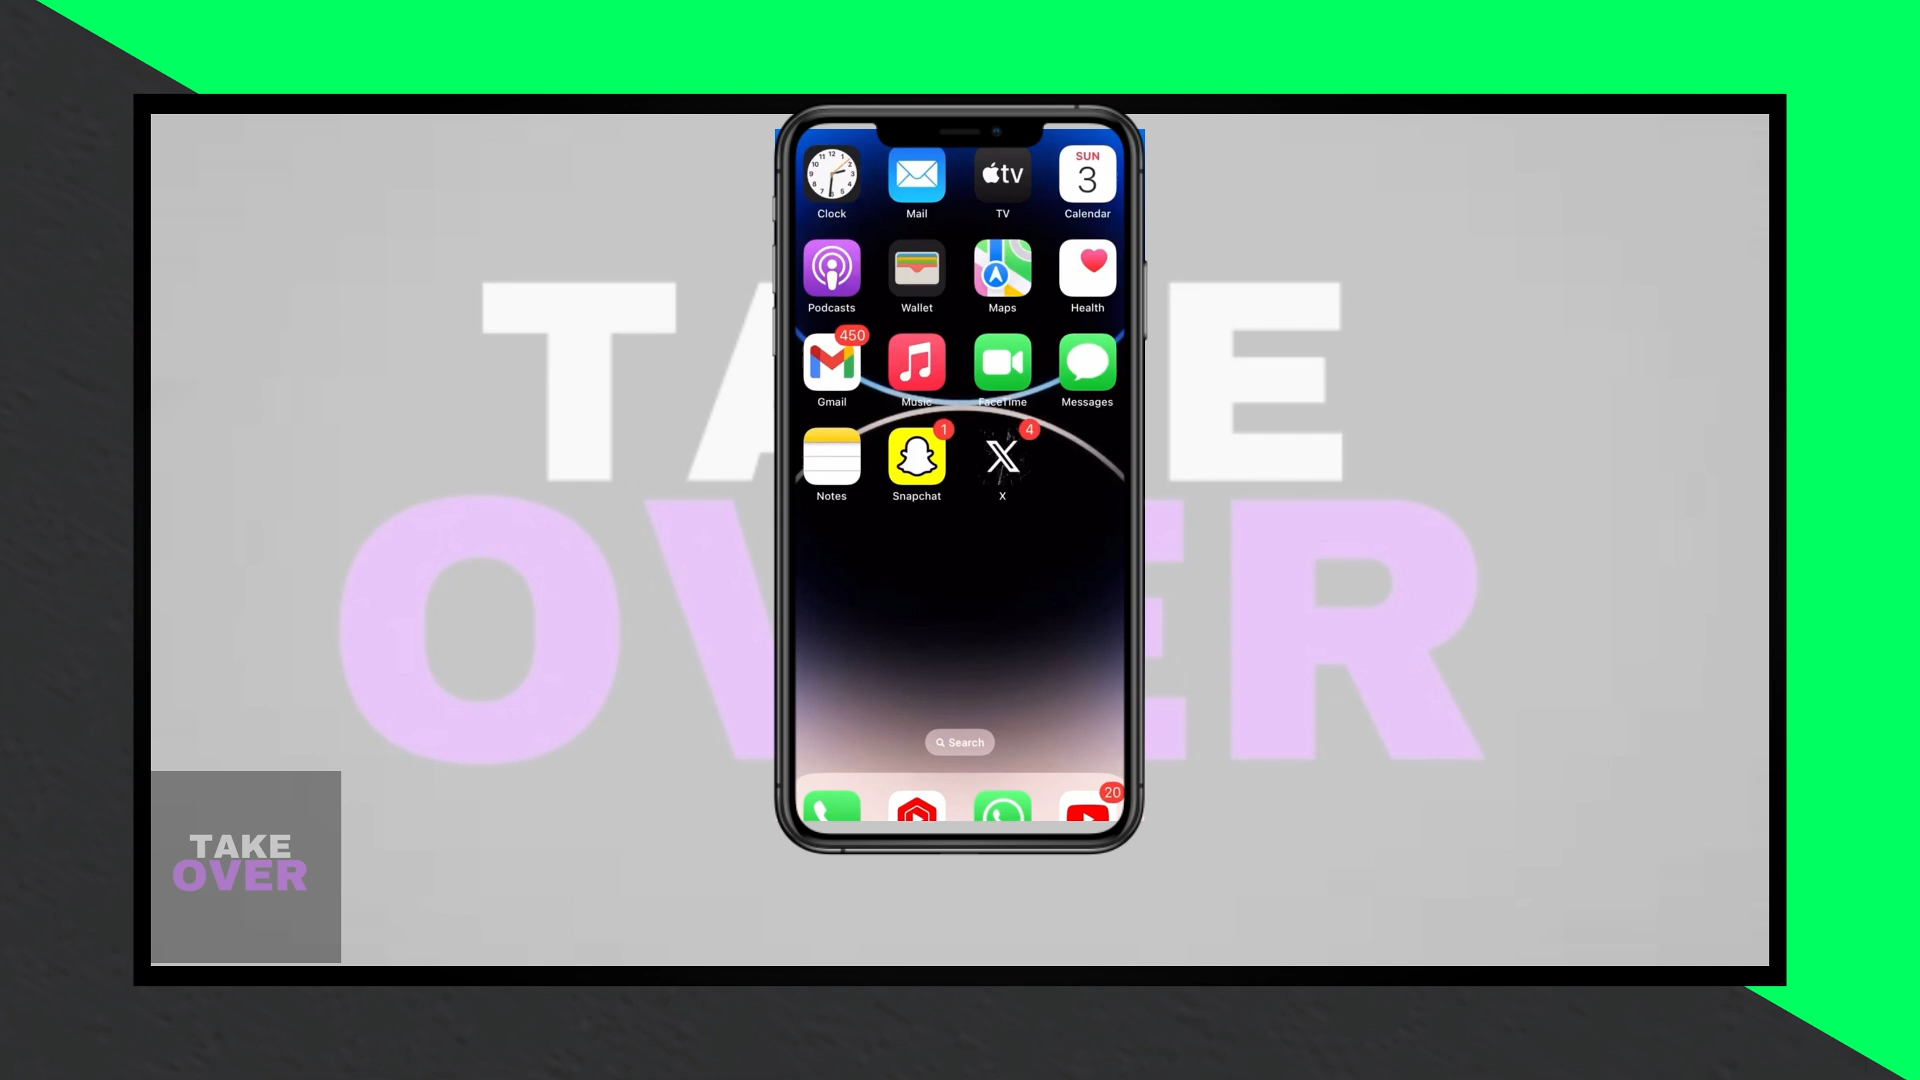 TAKE
OVER
SUN
3
tv
Clock Mail TV Calendar
Podcasts Wallet Maps Health
450
Gmail Music FaceTime Messages
1 4
Notes Snapchat X
Search
20
TAKE
OVER